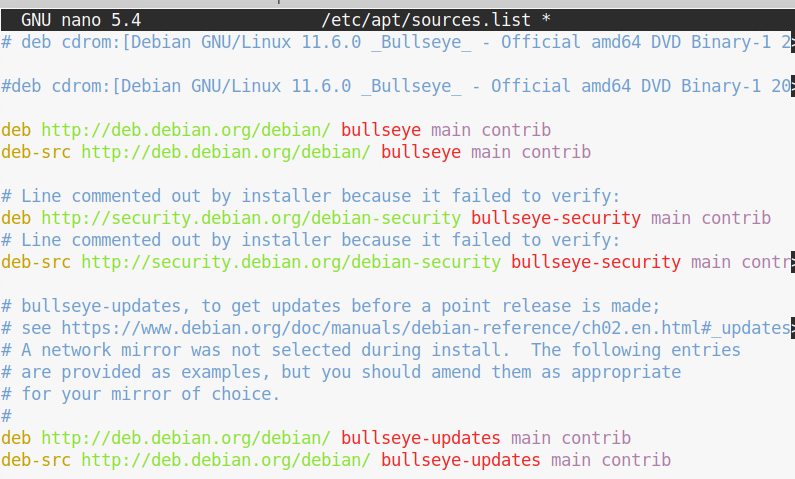 GNU nano 5.4 /etc/apt/sources.list *
# deb cdrom:[Debian GNU/Linux 11.6.0 _Bullseye_ - Official amd64 DVD Binary-1 2>
#deb cdrom:[Debian GNU/Linux 11.6.0 _Bullseye_ - Official amd64 DVD Binary-1 20>
deb http://deb.debian.org/debian/ bullseye main contrib
deb-src http://deb.debian.org/debian/ bullseye main contrib
# Line commented out by installer because it failed to verify:
deb http://security.debian.org/debian-security bullseye-security main contrib
# Line commented out by installer because it failed to verify:
deb-src http://security.debian.org/debian-security bullseye-security main contr>
# bullseye-updates, to get updates before a point release is made;
# see https://www.debian.org/doc/manuals/debian-reference/ch02.en.html#_updates>
# A network mirror was not selected during install.  The following entries
# are provided as examples, but you should amend them as appropriate
# for your mirror of choice.
#
deb http://deb.debian.org/debian/ bullseye-updates main contrib
deb-src http://deb.debian.org/debian/ bullseye-updates main contrib